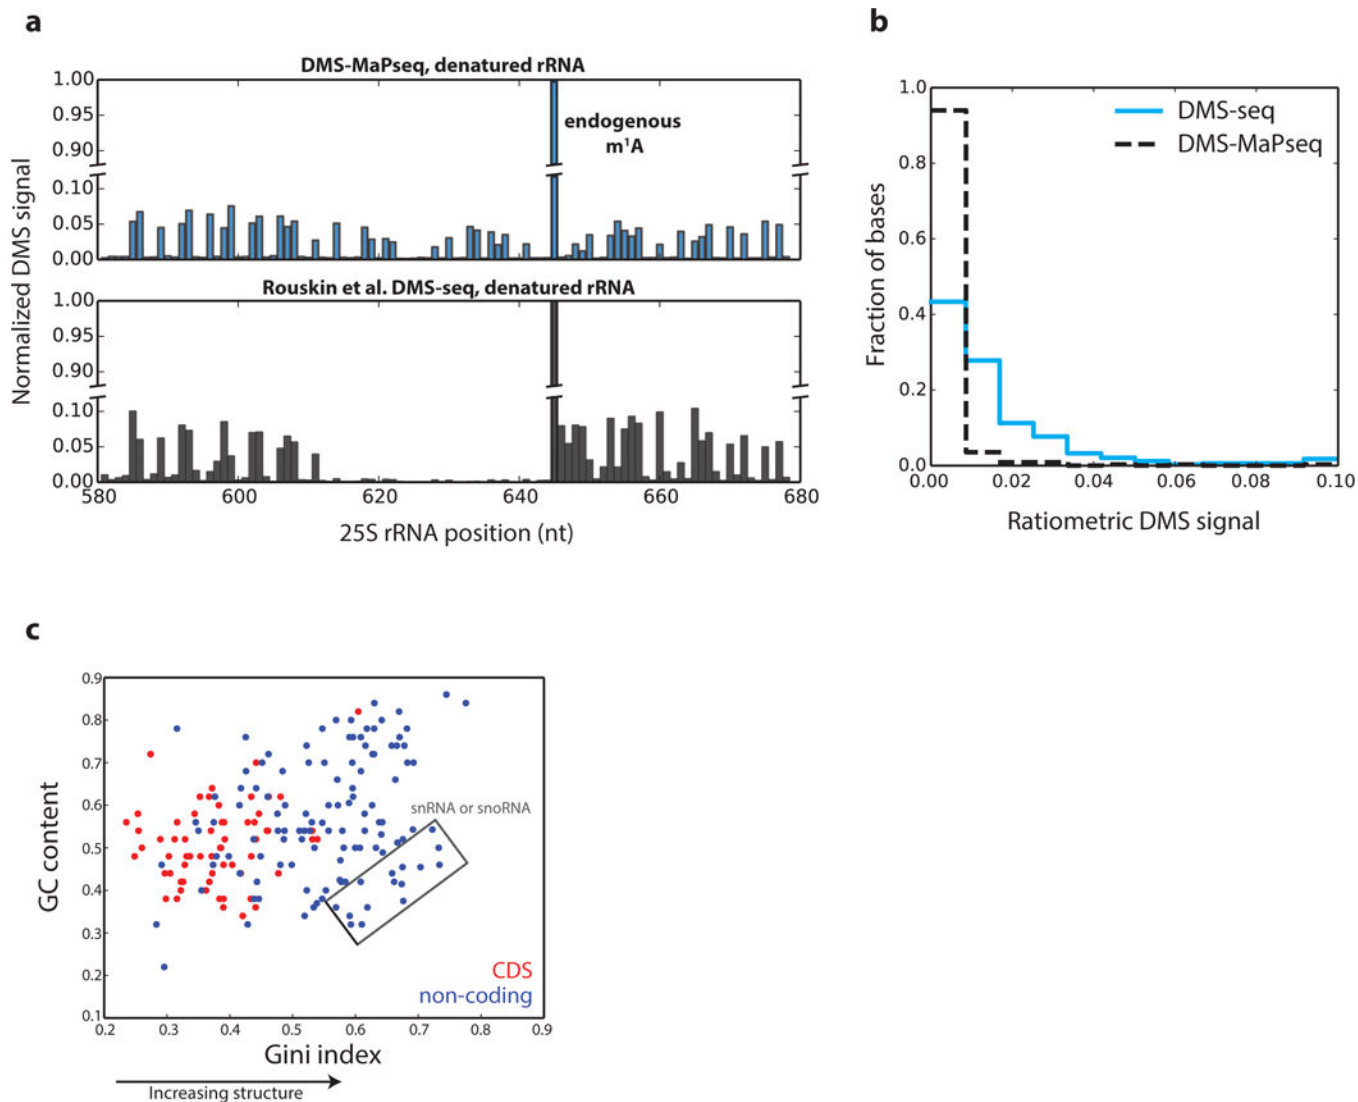 a
DMS-MaPseq, denatured rRNA
1.00
0.95
0.90
0.10
0.05
0.00
endogenous
m¹A
Normalized DMS signal
Rouskin et al. DMS-seq, denatured rRNA
1.00
0.95
0.90
0.10
0.05
0.00
580 600 620 640 660 680
25S rRNA position (nt)
b
1.0
0.8
0.6
0.4
0.2
0.0
DMS-seq
DMS-MaPseq
Fraction of bases
0.00 0.02 0.04 0.06 0.08 0.10
Ratiometric DMS signal
c
0.9
0.8
0.7
0.6
0.5
0.4
0.3
0.2
0.1
GC content
snRNA or snoRNA
CDS
non-coding
0.2 0.3 0.4 0.5 0.6 0.7 0.8 0.9
Gini index
Increasing structure